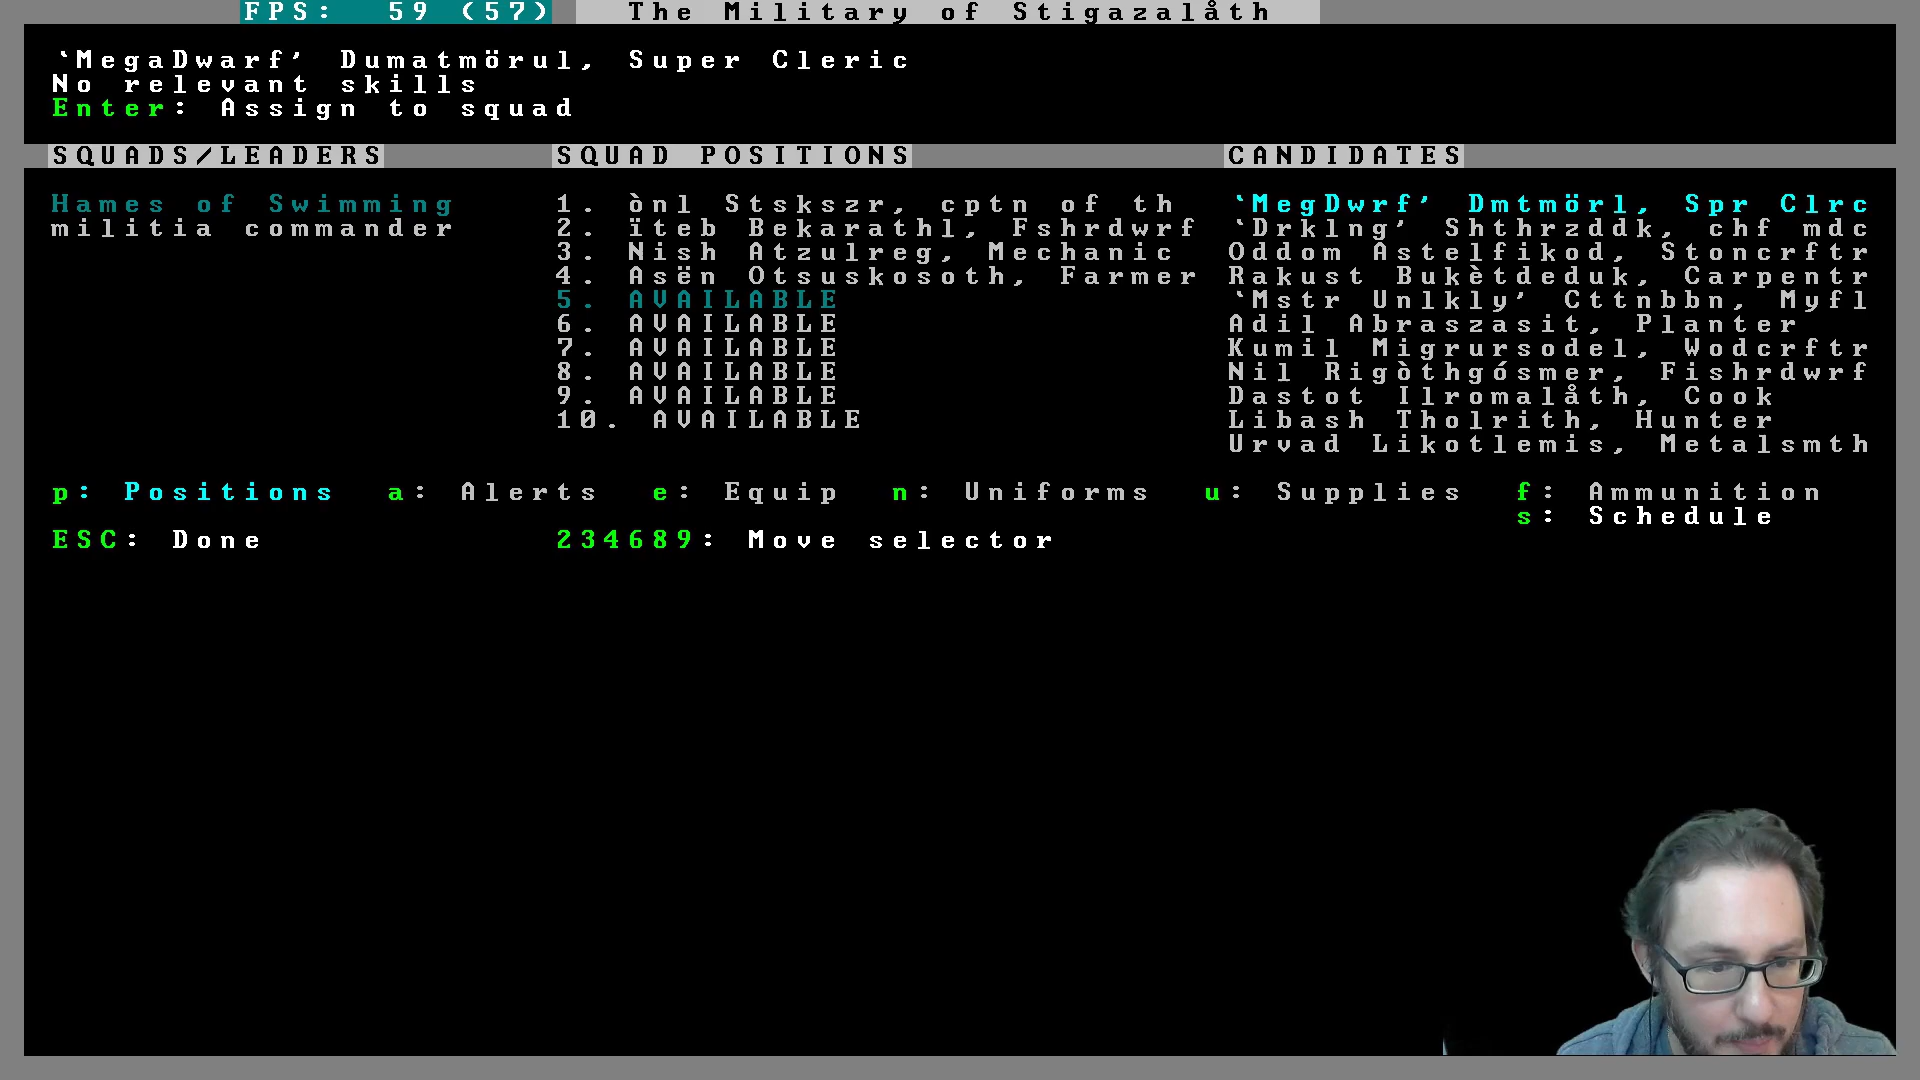 FPS: 59 (57) The Military of Stigazalåth
`MegaDwarf' Dumatmörul, Super Cleric
No relevant skills
Enter: Assign to squad
SQUADS/LEADERS SQUAD POSITIONS CANDIDATES
Hames of Swimming 1. ònl Stskszr, cptn of th `MegDwrf' Dmtmörl, Spr Clrc
militia commander 2. ïteb Bekarathl, Fshrdwrf `Drklng' Shthrzddk, chf mdc
3. Nish Atzulreg, Mechanic Oddom Astelfikod, Stoncrftr
4. Asën Otsuskosoth, Farmer Rakust Bukètdeduk, Carpentr
5. AVAILABLE `Mstr Unlkly' Cttnbbn, Myfl
6. AVAILABLE Adil Abraszasit, Planter
7. AVAILABLE Kumil Migrursodel, Wodcrftr
8. AVAILABLE Nil Rigòthgósmer, Fishrdwrf
9. AVAILABLE Dastot Ilromalåth, Cook
10. AVAILABLE Libash Tholrith, Hunter
Urvad Likotlemis, Metalsmth
p: Positions a: Alerts e: Equip n: Uniforms u: Supplies f: Ammunition
s: Schedule
ESC: Done 234689: Move selector